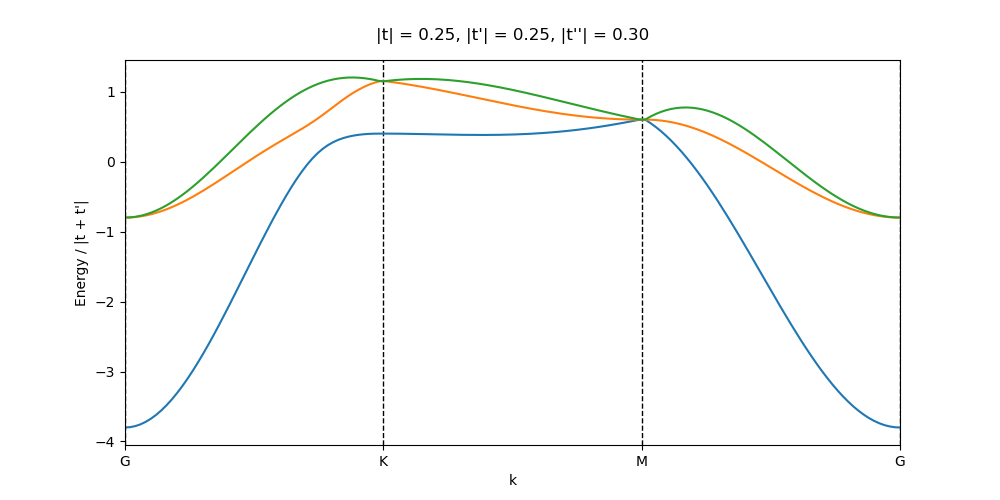 |t| = 0.25, |t'| = 0.25, |t''| = 0.30
Energy / |t + t'|
1
0
−1
−2
−3
−4
G K M G
k